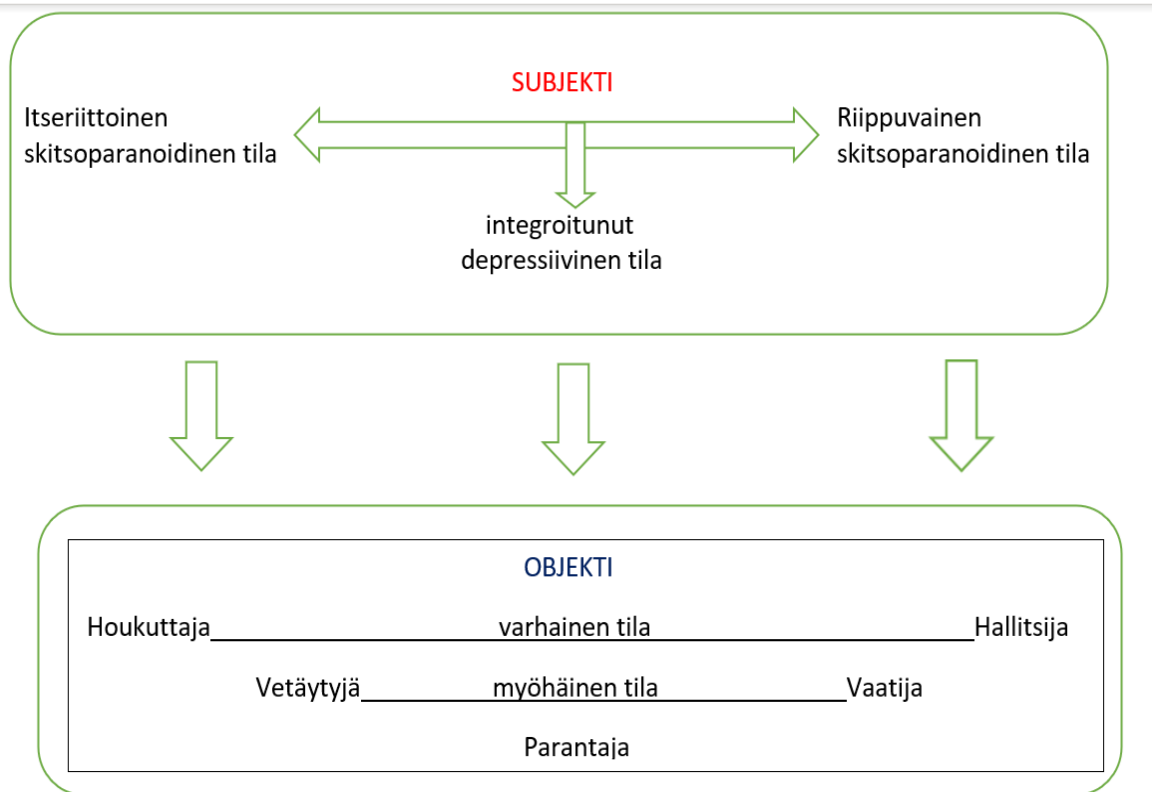 SUBJEKTI
Itseriittoinen
skitsoparanoidinen tila
Riippuvainen
skitsoparanoidinen tila
integroitunut
depressiivinen tila
OBJEKTI
Houkuttaja varhainen tila Hallitsija
Vetäytyjä myöhäinen tila Vaatija
Parantaja